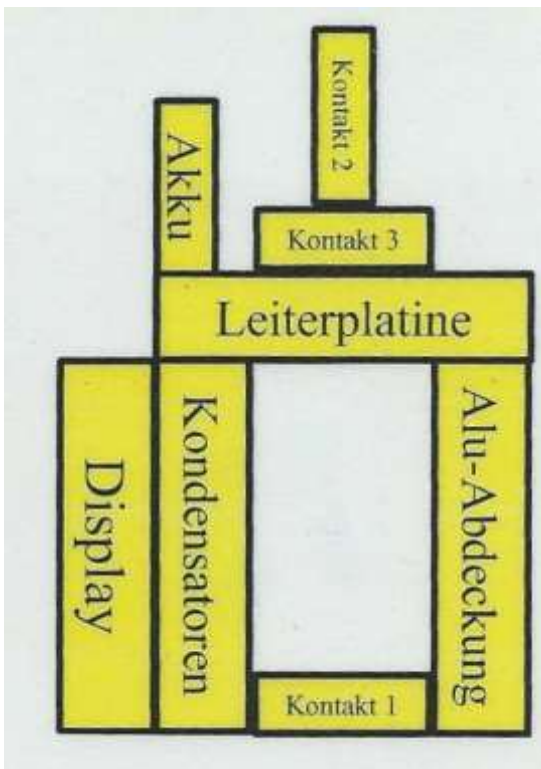 Kontakt 2
Akku
Kontakt 3
Leiterplatine
Display
Kondensatoren
Alu-Abdeckung
Kontakt 1